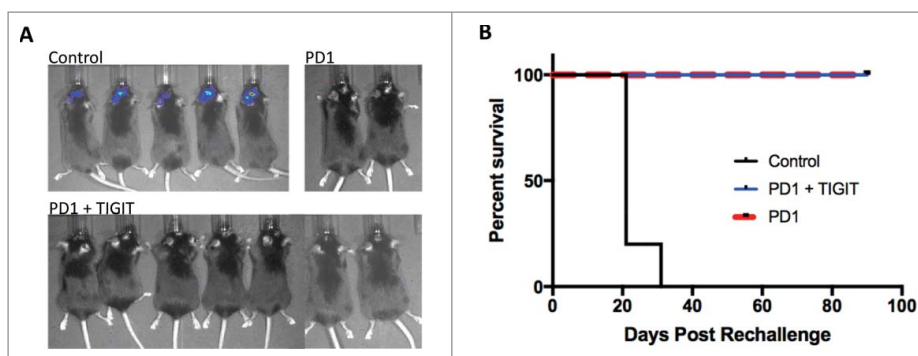 A
Control
PD1
PD1 + TIGIT
B
Percent survival
100
50
0
0
20
40
60
80
100
Days Post Rechallenge
Control
PD1 + TIGIT
PD1